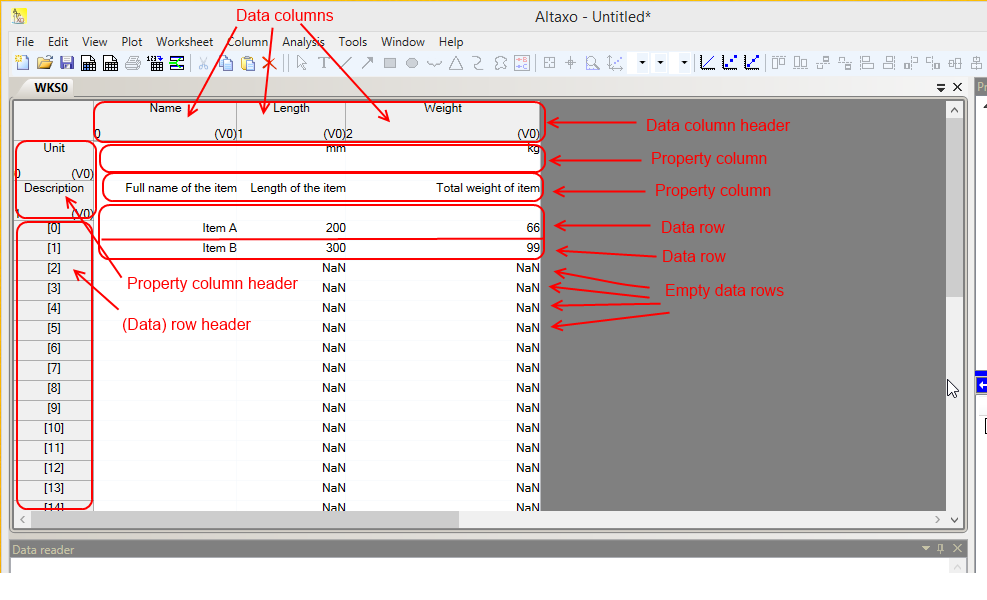 Data columns
Altaxo - Untitled*
File Edit View Plot Worksheet Column Analysis Tools Window Help
WKS0
Name Length Weight
0 (V0) 1 (V0) 2 (V0)
Data column header
Unit mm kg
0 (V0)
Property column
Description Full name of the item Length of the item Total weight of item
Property column
1 (V0)
[0] Item A 200 66
Data row
[1] Item B 300 99
Data row
[2] NaN NaN
Property column header
[3] NaN NaN
Empty data rows
[4] NaN NaN
(Data) row header
[5] NaN NaN
[6] NaN NaN
[7] NaN NaN
[8] NaN NaN
[9] NaN NaN
[10] NaN NaN
[11] NaN NaN
[12] NaN NaN
[13] NaN NaN
[14] NaN NaN
Data reader